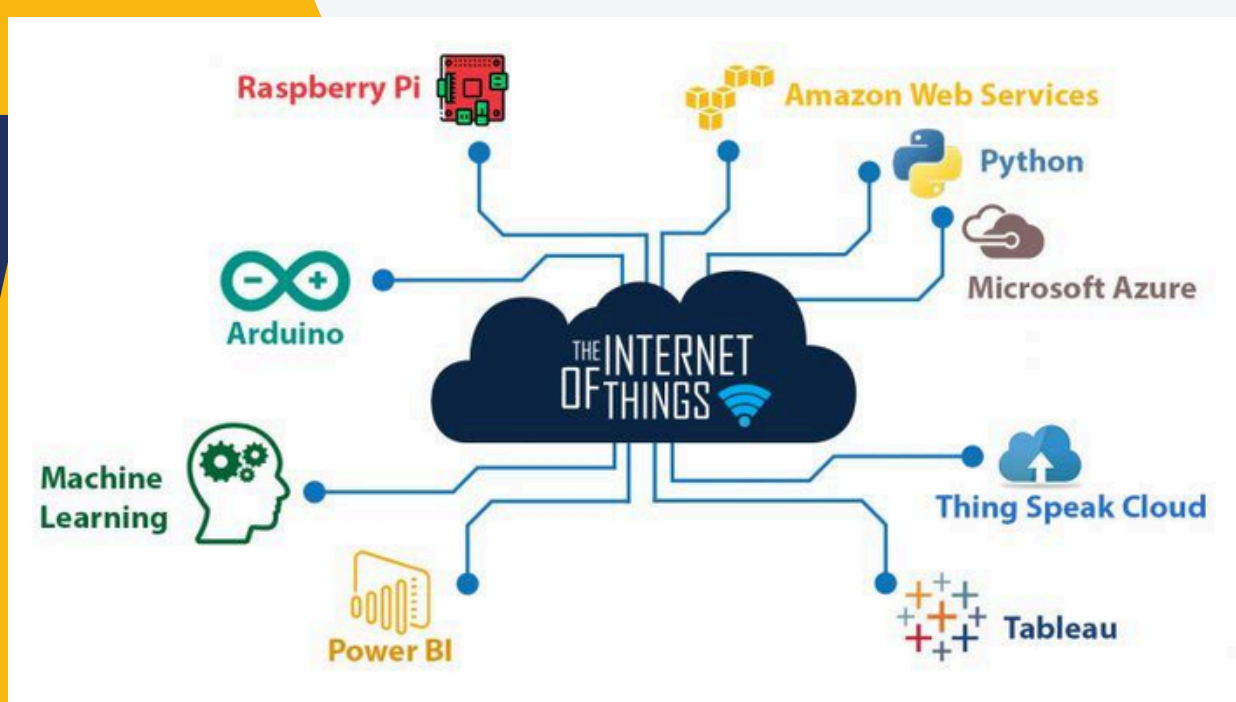 Raspberry Pi
Amazon Web Services
Python
Microsoft Azure
Arduino
THE INTERNET
OF THINGS
Machine
Learning
Thing Speak Cloud
Power BI
Tableau